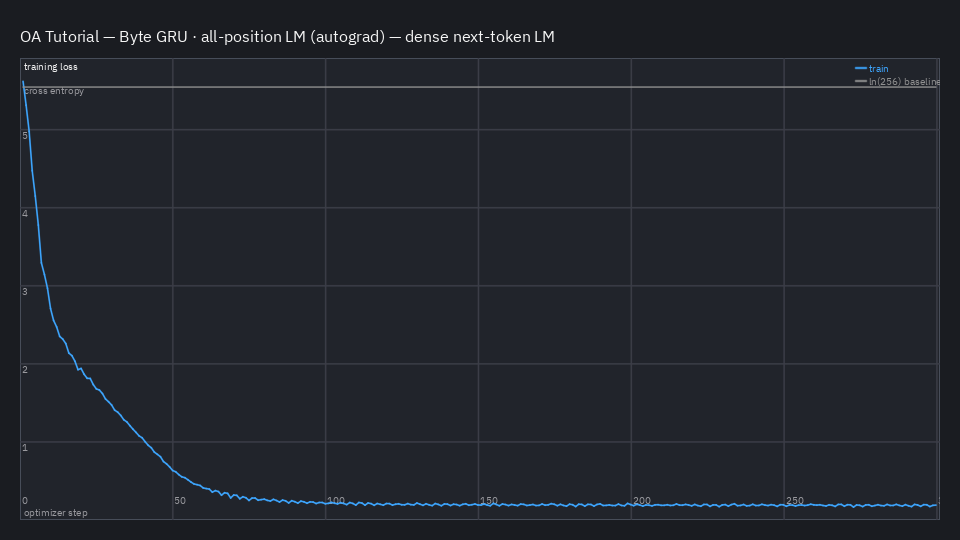 OA Tutorial — Byte GRU · all-position LM (autograd) — dense next-token LM
training loss
train
ln(256) baseline
cross entropy
5
4
3
2
1
0 50 100 150 200 250
optimizer step